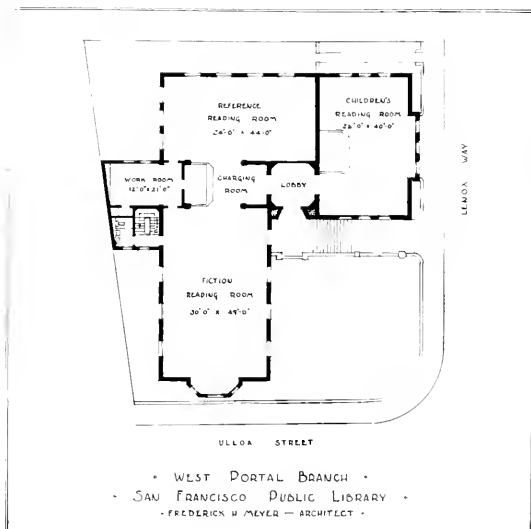 REFERENCE
READING ROOM
26'-0" x 44'-0"
CHILDREN'S
READING ROOM
26'-0" x 40'-0"
WORK ROOM
12'0"x21'0"
CHARGING
ROOM
LOBBY
LENOX WAY
FICTION
READING ROOM
30'0" x 49'-0"
ULLOA STREET
• WEST PORTAL BRANCH •
• SAN FRANCISCO PUBLIC LIBRARY •
• FREDERICK H MEYER — ARCHITECT •